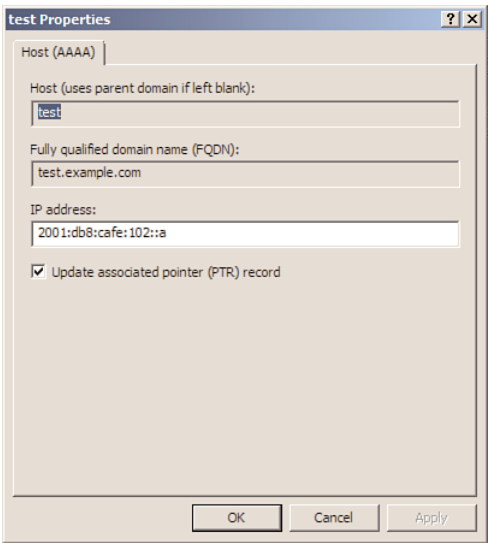 test Properties
Host (AAAA)
Host (uses parent domain if left blank):
test
Fully qualified domain name (FQDN):
test.example.com
IP address:
2001:db8:cafe:102::a
Update associated pointer (PTR) record
OK Cancel Apply